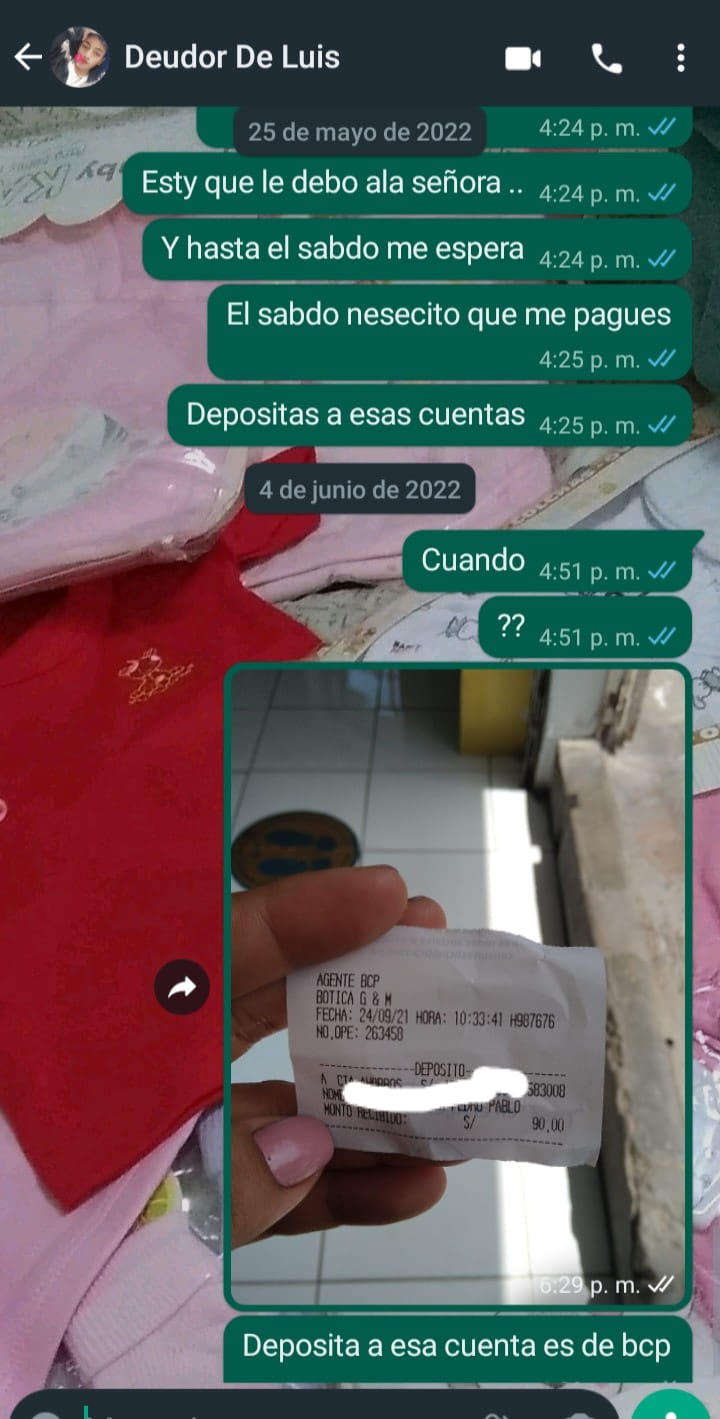 Deudor De Luis
4:24 p. m.
25 de mayo de 2022
Esty que le debo ala señora .. 4:24 p. m.
Y hasta el sabdo me espera 4:24 p. m.
El sabdo nesecito que me pagues
4:25 p. m.
Depositas a esas cuentas 4:25 p. m.
4 de junio de 2022
Cuando 4:51 p. m.
?? 4:51 p. m.
AGENTE BCP
BOTICA G & M
FECHA: 24/09/21 HORA: 10:33:41 H987676
NO.OPE: 263458
DEPOSITO
A CTA AHORROS S/ 583008
PEDRO PABLO
MONTO RECIBIDO: S/ 90.00
6:29 p. m.
Deposita a esa cuenta es de bcp